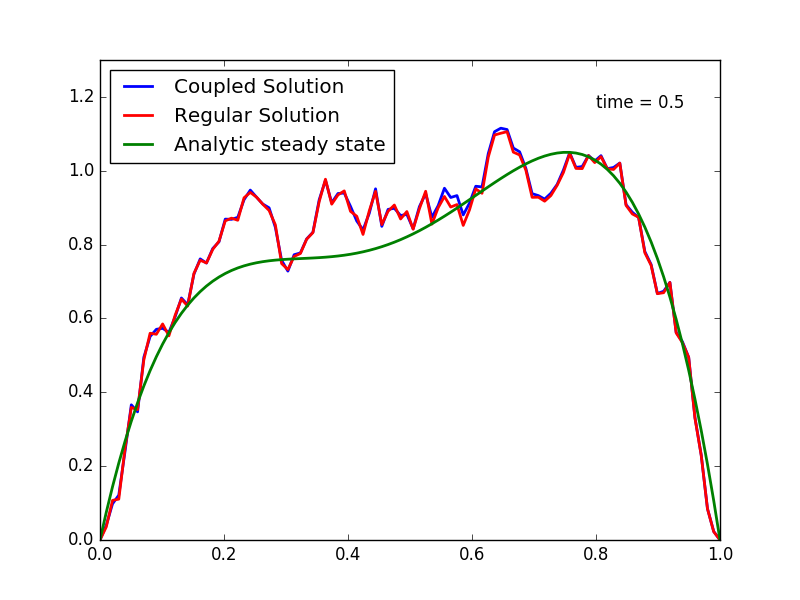 Coupled Solution
Regular Solution
Analytic steady state
time = 0.5
1.2
1.0
0.8
0.6
0.4
0.2
0.0
0.0 0.2 0.4 0.6 0.8 1.0